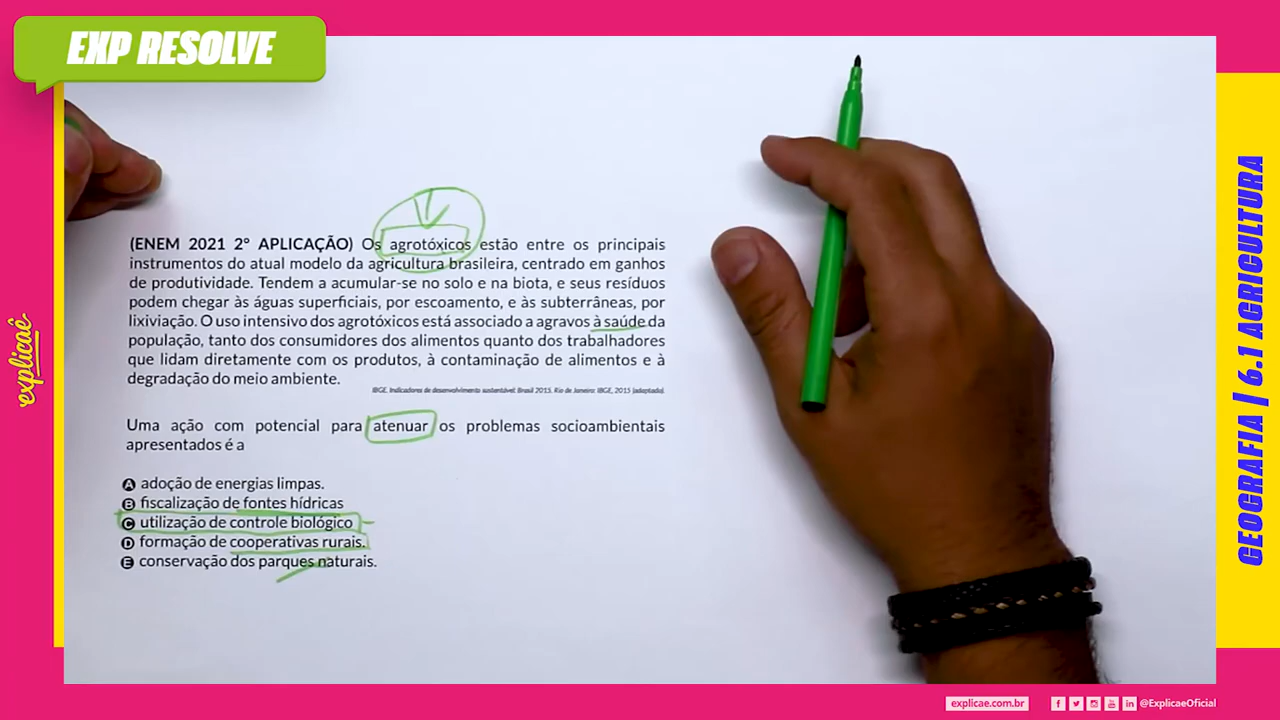 EXP RESOLVE
(ENEM 2021 2º APLICAÇÃO) Os agrotóxicos estão entre os principais
instrumentos do atual modelo da agricultura brasileira, centrado em ganhos
de produtividade. Tendem a acumular-se no solo e na biota, e seus resíduos
podem chegar às águas superficiais, por escoamento, e às subterrâneas, por
lixiviação. O uso intensivo dos agrotóxicos está associado a agravos à saúde da
população, tanto dos consumidores dos alimentos quanto dos trabalhadores
que lidam diretamente com os produtos, à contaminação de alimentos e à
degradação do meio ambiente.
IBGE. Indicadores de desenvolvimento sustentável: Brasil 2015. Rio de Janeiro: IBGE, 2015 (adaptado).
Uma ação com potencial para atenuar os problemas socioambientais
apresentados é a
A adoção de energias limpas.
B fiscalização de fontes hídricas
C utilização de controle biológico
D formação de cooperativas rurais.
E conservação dos parques naturais.
explicaê
GEOGRAFIA | 6.1 AGRICULTURA
explicae.com.br
@ExplicaeOficial